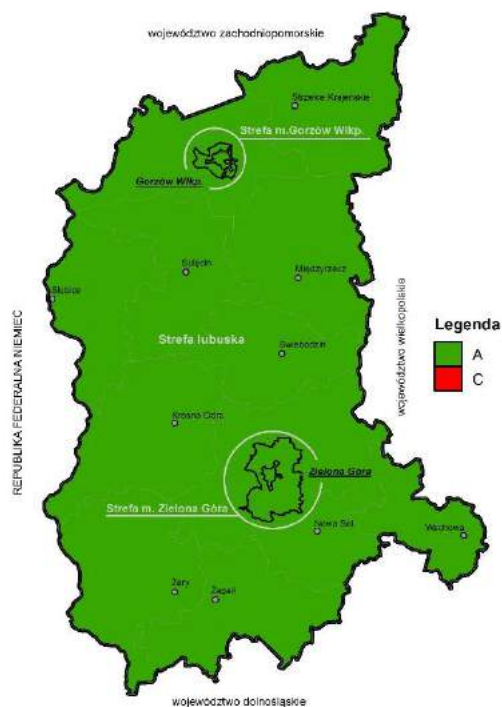 województwo zachodniopomorskie
Strzelce Krajeńskie
Strefa m.Gorzów Wlkp.
Gorzów Wlkp.
Sulęcin
Międzyrzecz
Słubice
REPUBLIKA FEDERALNA NIEMIEC
województwo wielkopolskie
Legenda
A
C
Strefa lubuska
Świebodzin
Krosno Odrz.
Zielona Góra
Strefa m. Zielona Góra
Nowa Sól
Wschowa
Żary
Żagań
województwo dolnośląskie